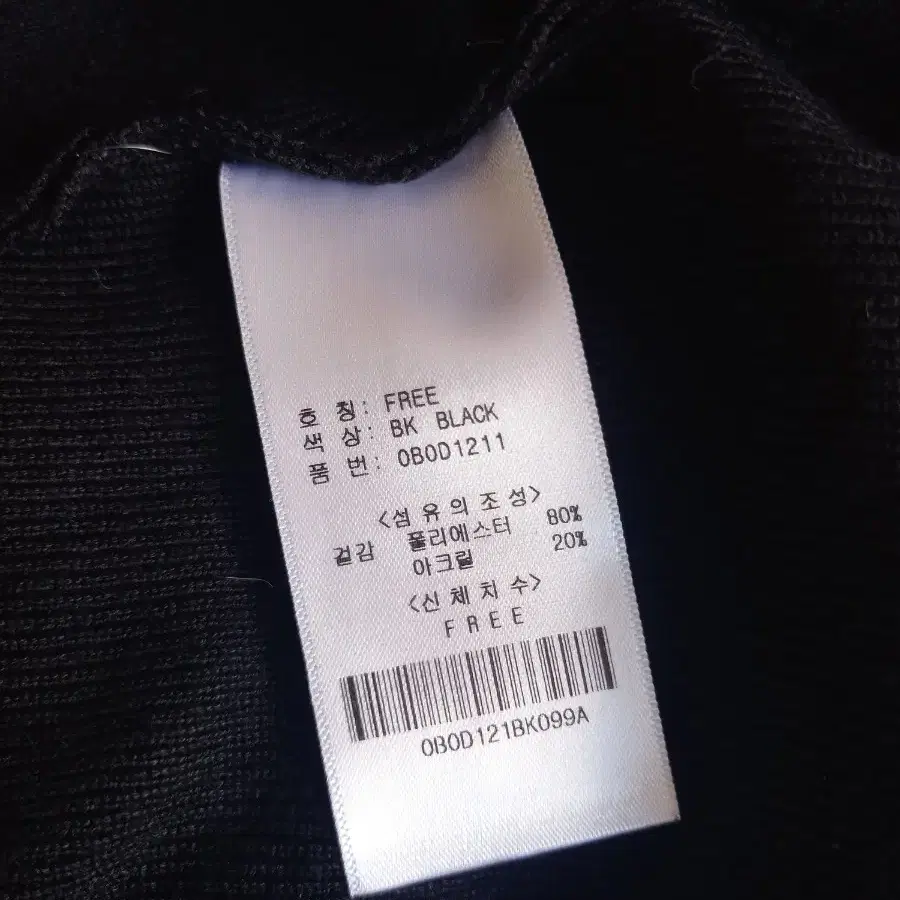 호 칭: FREE
색 상: BK BLACK
품 번: 0B0D1211
<섬 유 의 조 성>
겉감 폴리에스터 80%
아크릴 20%
<신 체 치 수>
F R E E
0B0D121BK099A